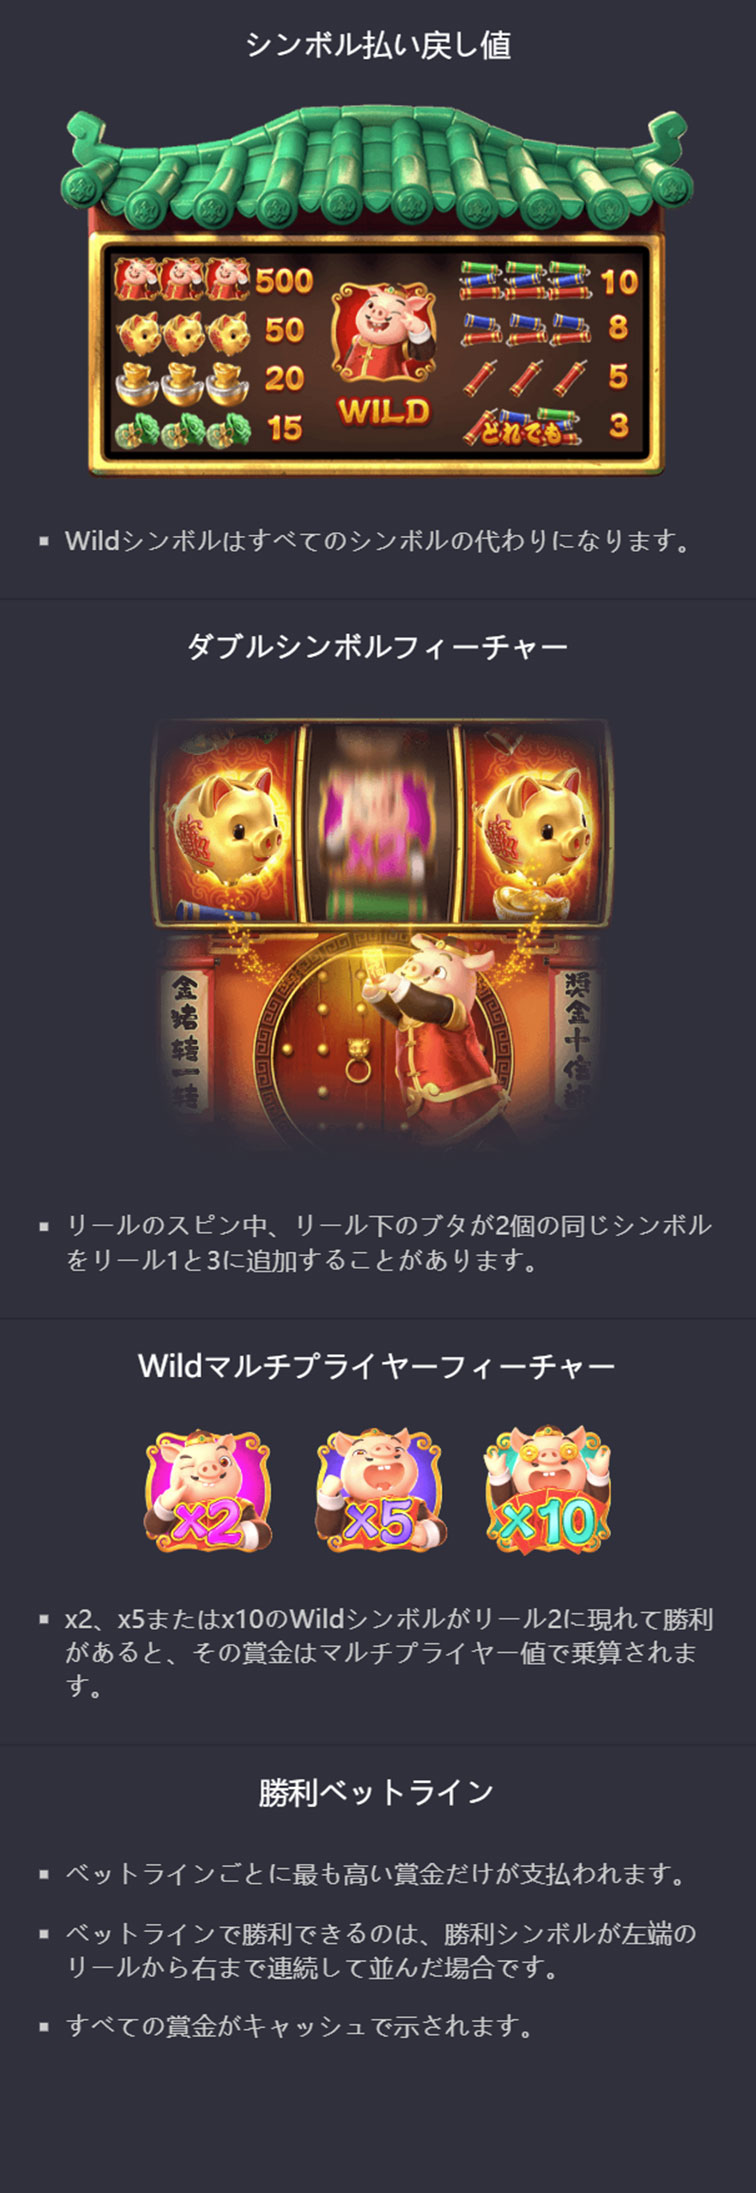 シンボル払い戻し値
500
50
20
15
WILD
10
8
5
どれでも
3
Wildシンボルはすべてのシンボルの代わりになります。
ダブルシンボルフィーチャー
x2
金猪转一转
獎金十倍
リールのスピン中、リール下のブタが2個の同じシンボル
をリール1と3に追加することがあります。
Wildマルチプライヤーフィーチャー
x2
x5
x10
x2、x5またはx10のWildシンボルがリール2に現れて勝利
があると、その賞金はマルチプライヤー値で乗算されま
す。
勝利ベットライン
ベットラインごとに最も高い賞金だけが支払われます。
ベットラインで勝利できるのは、勝利シンボルが左端の
リールから右まで連続して並んだ場合です。
すべての賞金がキャッシュで示されます。